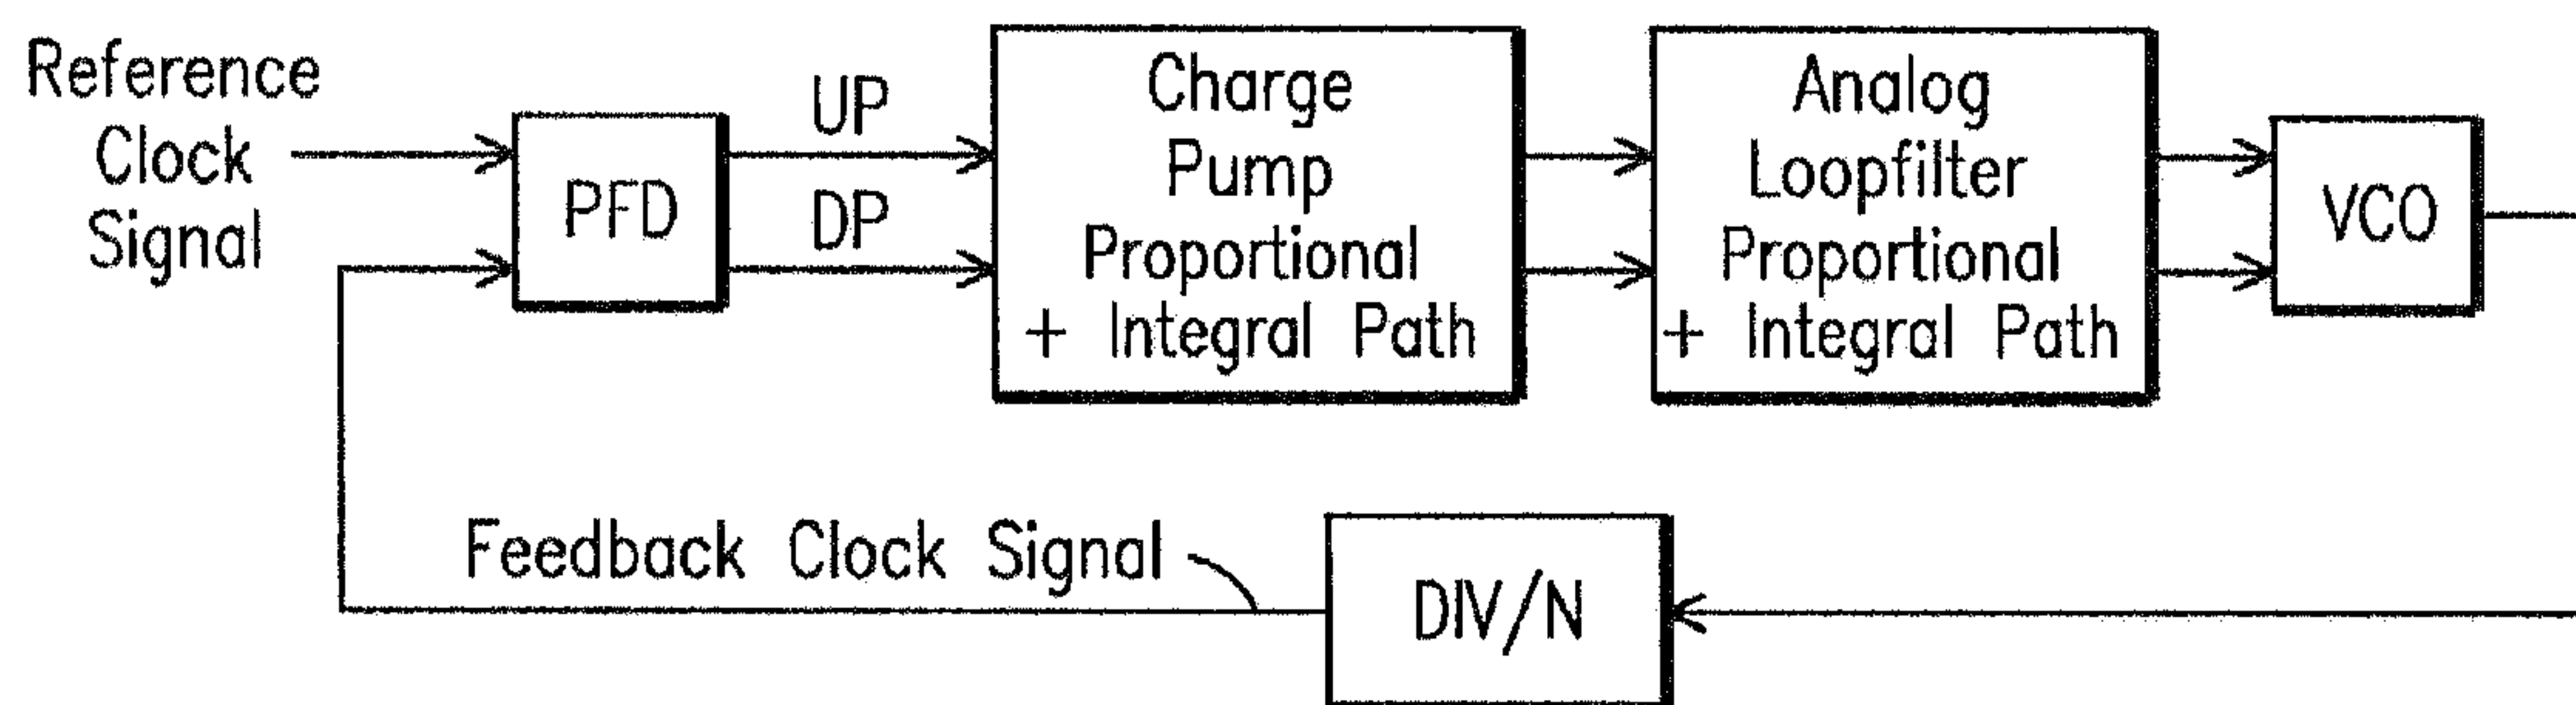 Reference
Clock
Signal
PFD
UP
DP
Charge
Pump
Proportional
+ Integral Path
Analog
Loopfilter
Proportional
+ Integral Path
VCO
Feedback Clock Signal
DIV/N